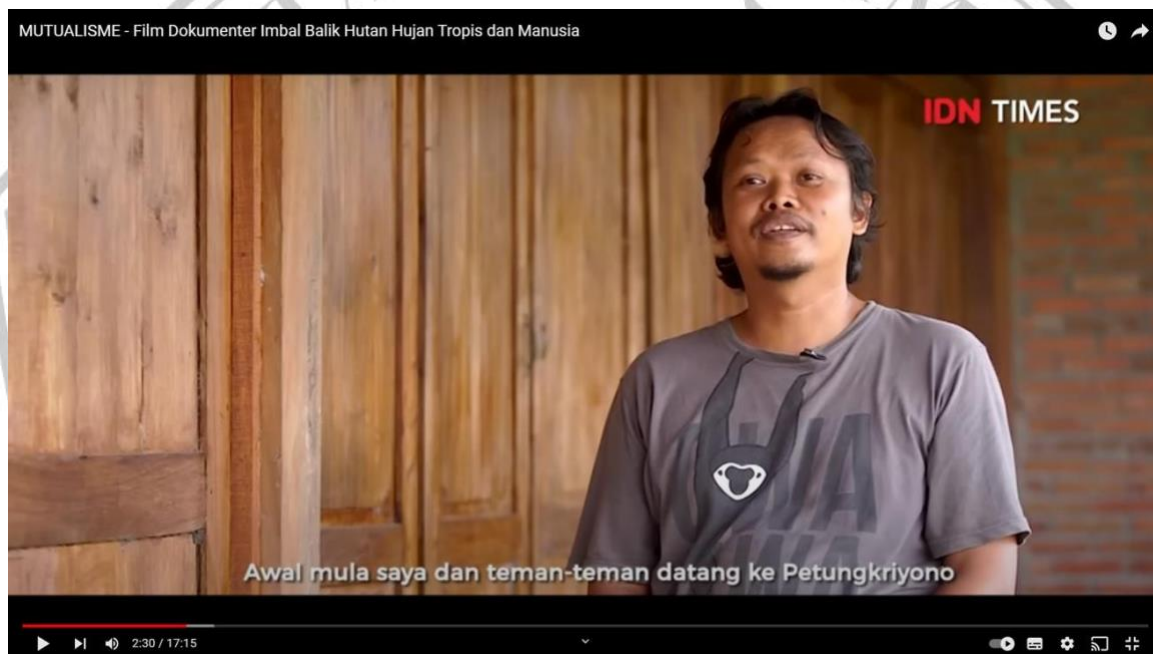 MUTUALISME - Film Dokumenter Imbal Balik Hutan Hujan Tropis dan Manusia
IDN TIMES
Awal mula saya dan teman-teman datang ke Petungkriyono
2:30 / 17:15